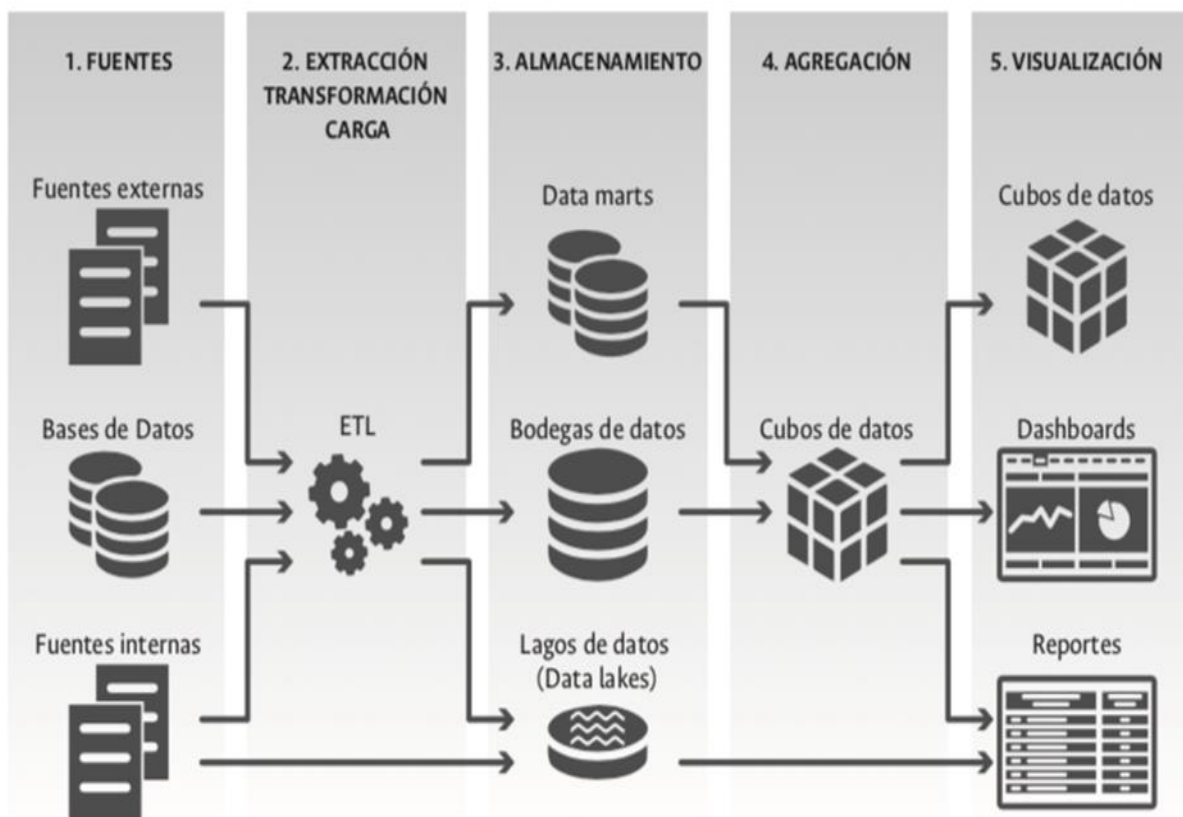 1. FUENTES
2. EXTRACCIÓN
TRANSFORMACIÓN
CARGA
3. ALMACENAMIENTO
4. AGREGACIÓN
5. VISUALIZACIÓN
Fuentes externas
Data marts
Cubos de datos
Bases de Datos
ETL
Bodegas de datos
Cubos de datos
Dashboards
Fuentes internas
Lagos de datos
(Data lakes)
Reportes